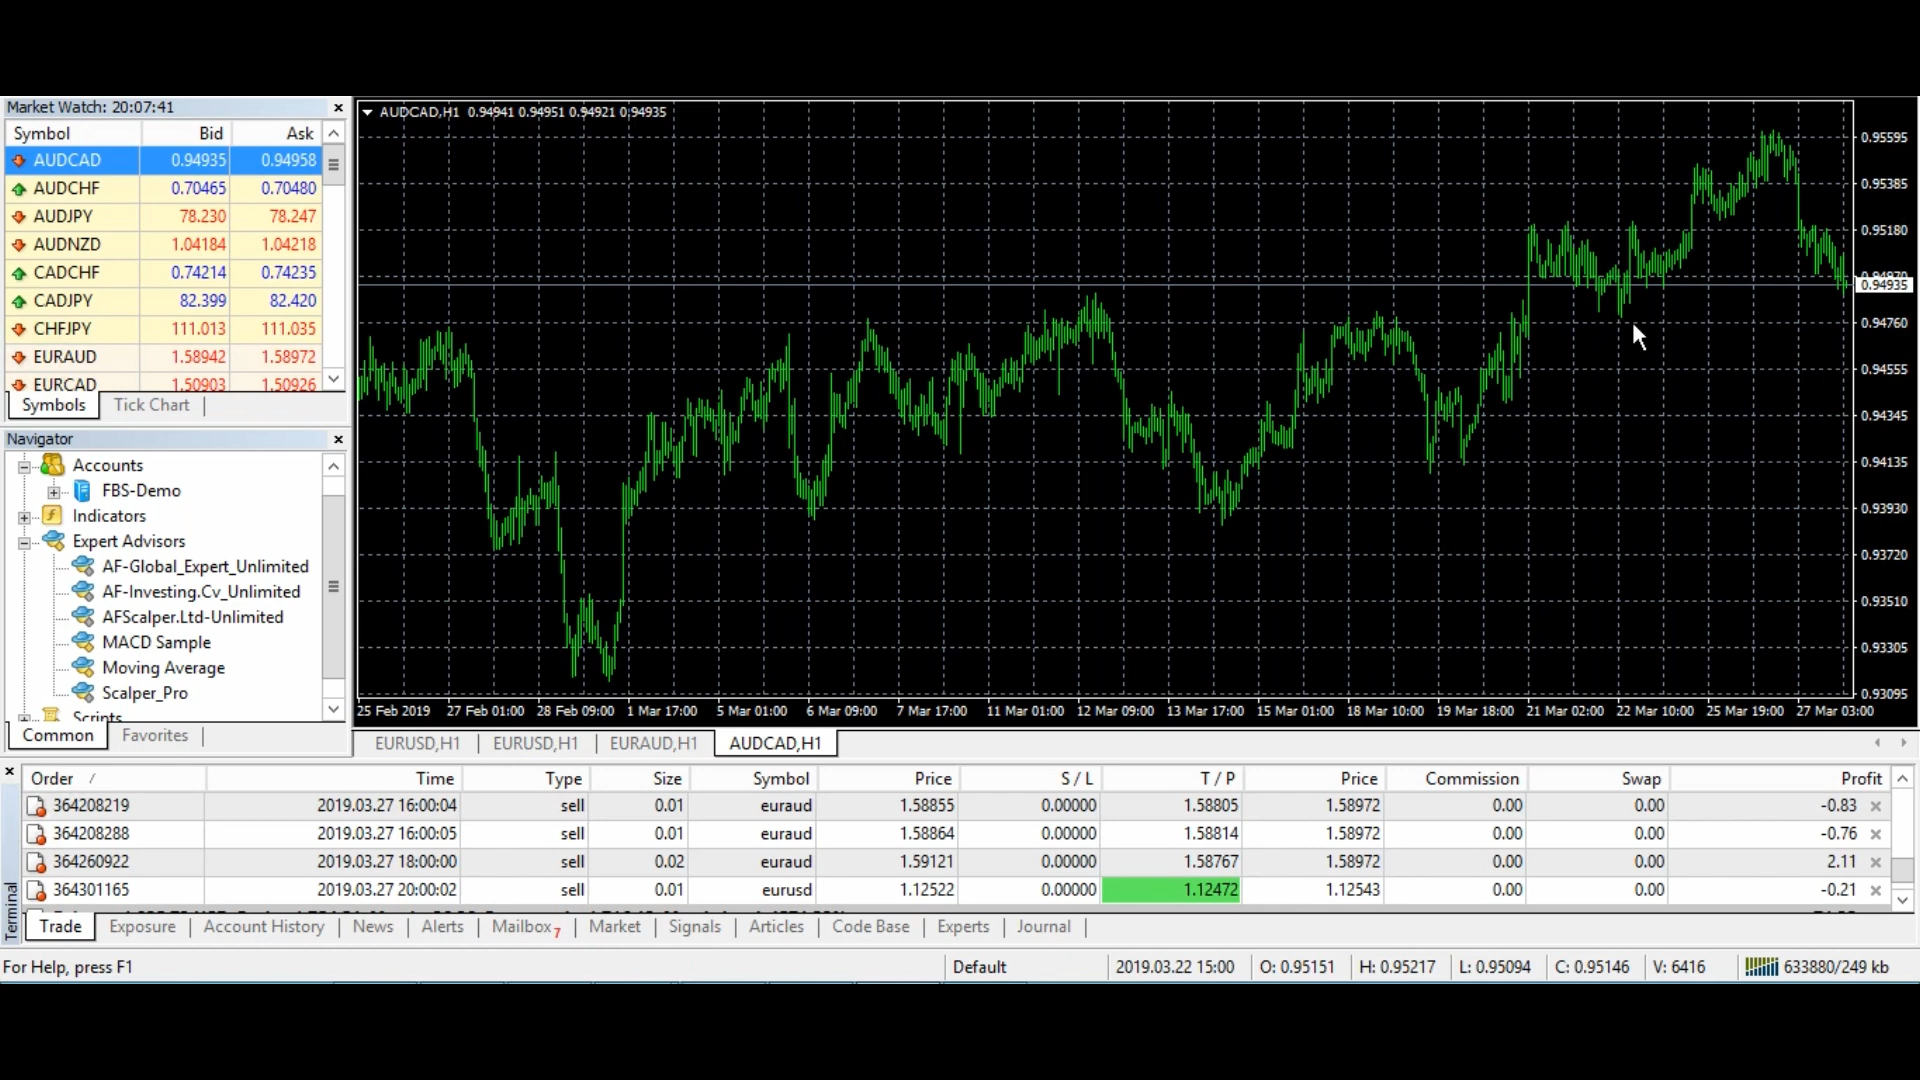 Market Watch: 20:07:41
Symbol Bid Ask
AUDCAD 0.94935 0.94958
AUDCHF 0.70465 0.70480
AUDJPY 78.230 78.247
AUDNZD 1.04184 1.04218
CADCHF 0.74214 0.74235
CADJPY 82.399 82.420
CHFJPY 111.013 111.035
EURAUD 1.58942 1.58972
EURCAD 1.50903 1.50926
Symbols Tick Chart
Navigator
Accounts
FBS-Demo
Indicators
Expert Advisors
AF-Global_Expert_Unlimited
AF-Investing.Cv_Unlimited
AFScalper.Ltd-Unlimited
MACD Sample
Moving Average
Scalper_Pro
Scripts
Common Favorites
AUDCAD,H1 0.94941 0.94951 0.94921 0.94935
0.95595
0.95385
0.95180
0.94970
0.94935
0.94760
0.94555
0.94345
0.94135
0.93930
0.93720
0.93510
0.93305
0.93095
25 Feb 2019 27 Feb 01:00 28 Feb 09:00 1 Mar 17:00 5 Mar 01:00 6 Mar 09:00 7 Mar 17:00 11 Mar 01:00 12 Mar 09:00 13 Mar 17:00 15 Mar 01:00 18 Mar 10:00 19 Mar 18:00 21 Mar 02:00 22 Mar 10:00 25 Mar 19:00 27 Mar 03:00
EURUSD,H1 EURUSD,H1 EURAUD,H1 AUDCAD,H1
Order / Time Type Size Symbol Price S / L T / P Price Commission Swap Profit
364208219 2019.03.27 16:00:04 sell 0.01 euraud 1.58855 0.00000 1.58805 1.58972 0.00 0.00 -0.83
364208288 2019.03.27 16:00:05 sell 0.01 euraud 1.58864 0.00000 1.58814 1.58972 0.00 0.00 -0.76
364260922 2019.03.27 18:00:00 sell 0.02 euraud 1.59121 0.00000 1.58767 1.58972 0.00 0.00 2.11
364301165 2019.03.27 20:00:02 sell 0.01 eurusd 1.12522 0.00000 1.12472 1.12543 0.00 0.00 -0.21
Terminal
Trade Exposure Account History News Alerts Mailbox 7 Market Signals Articles Code Base Experts Journal
For Help, press F1 Default 2019.03.22 15:00 O: 0.95151 H: 0.95217 L: 0.95094 C: 0.95146 V: 6416 633880/249 kb